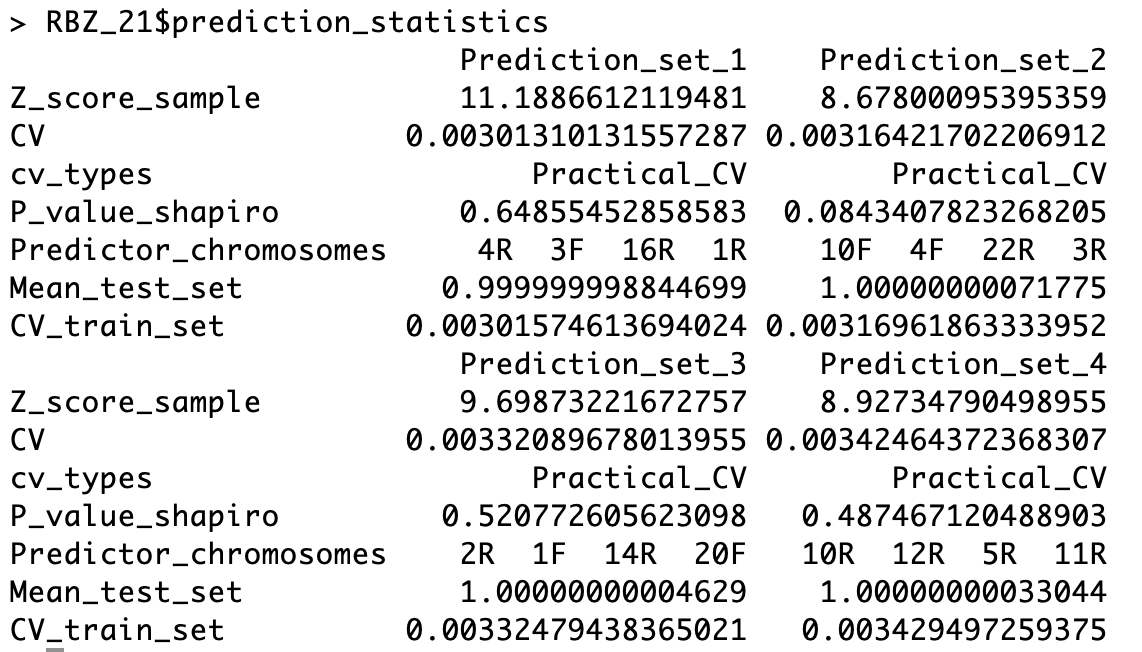 > RBZ_21$prediction_statistics
Prediction_set_1 Prediction_set_2
Z_score_sample 11.1886612119481 8.67800095395359
CV 0.00301310131557287 0.00316421702206912
cv_types Practical_CV Practical_CV
P_value_shapiro 0.64855452858583 0.0843407823268205
Predictor_chromosomes 4R 3F 16R 1R 10F 4F 22R 3R
Mean_test_set 0.999999998844699 1.00000000071775
CV_train_set 0.00301574613694024 0.00316961863333952
Prediction_set_3 Prediction_set_4
Z_score_sample 9.69873221672757 8.92734790498955
CV 0.00332089678013955 0.00342464372368307
cv_types Practical_CV Practical_CV
P_value_shapiro 0.520772605623098 0.487467120488903
Predictor_chromosomes 2R 1F 14R 20F 10R 12R 5R 11R
Mean_test_set 1.00000000004629 1.00000000033044
CV_train_set 0.00332479438365021 0.003429497259375